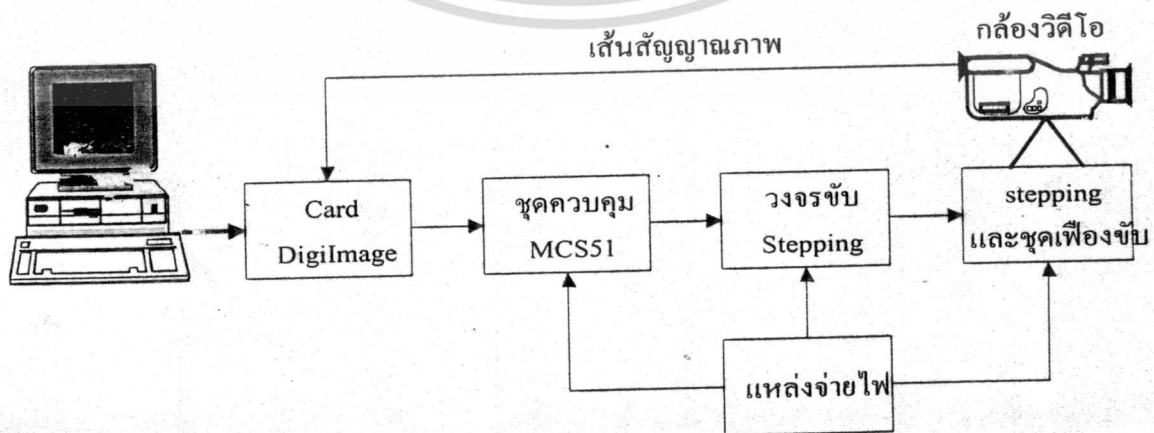 กล้องวิดีโอ
เส้นสัญญาณภาพ
Card
DigiImage
ชุดควบคุม
MCS51
วงจรขับ
Stepping
stepping
และชุดเฟืองขับ
แหล่งจ่ายไฟ